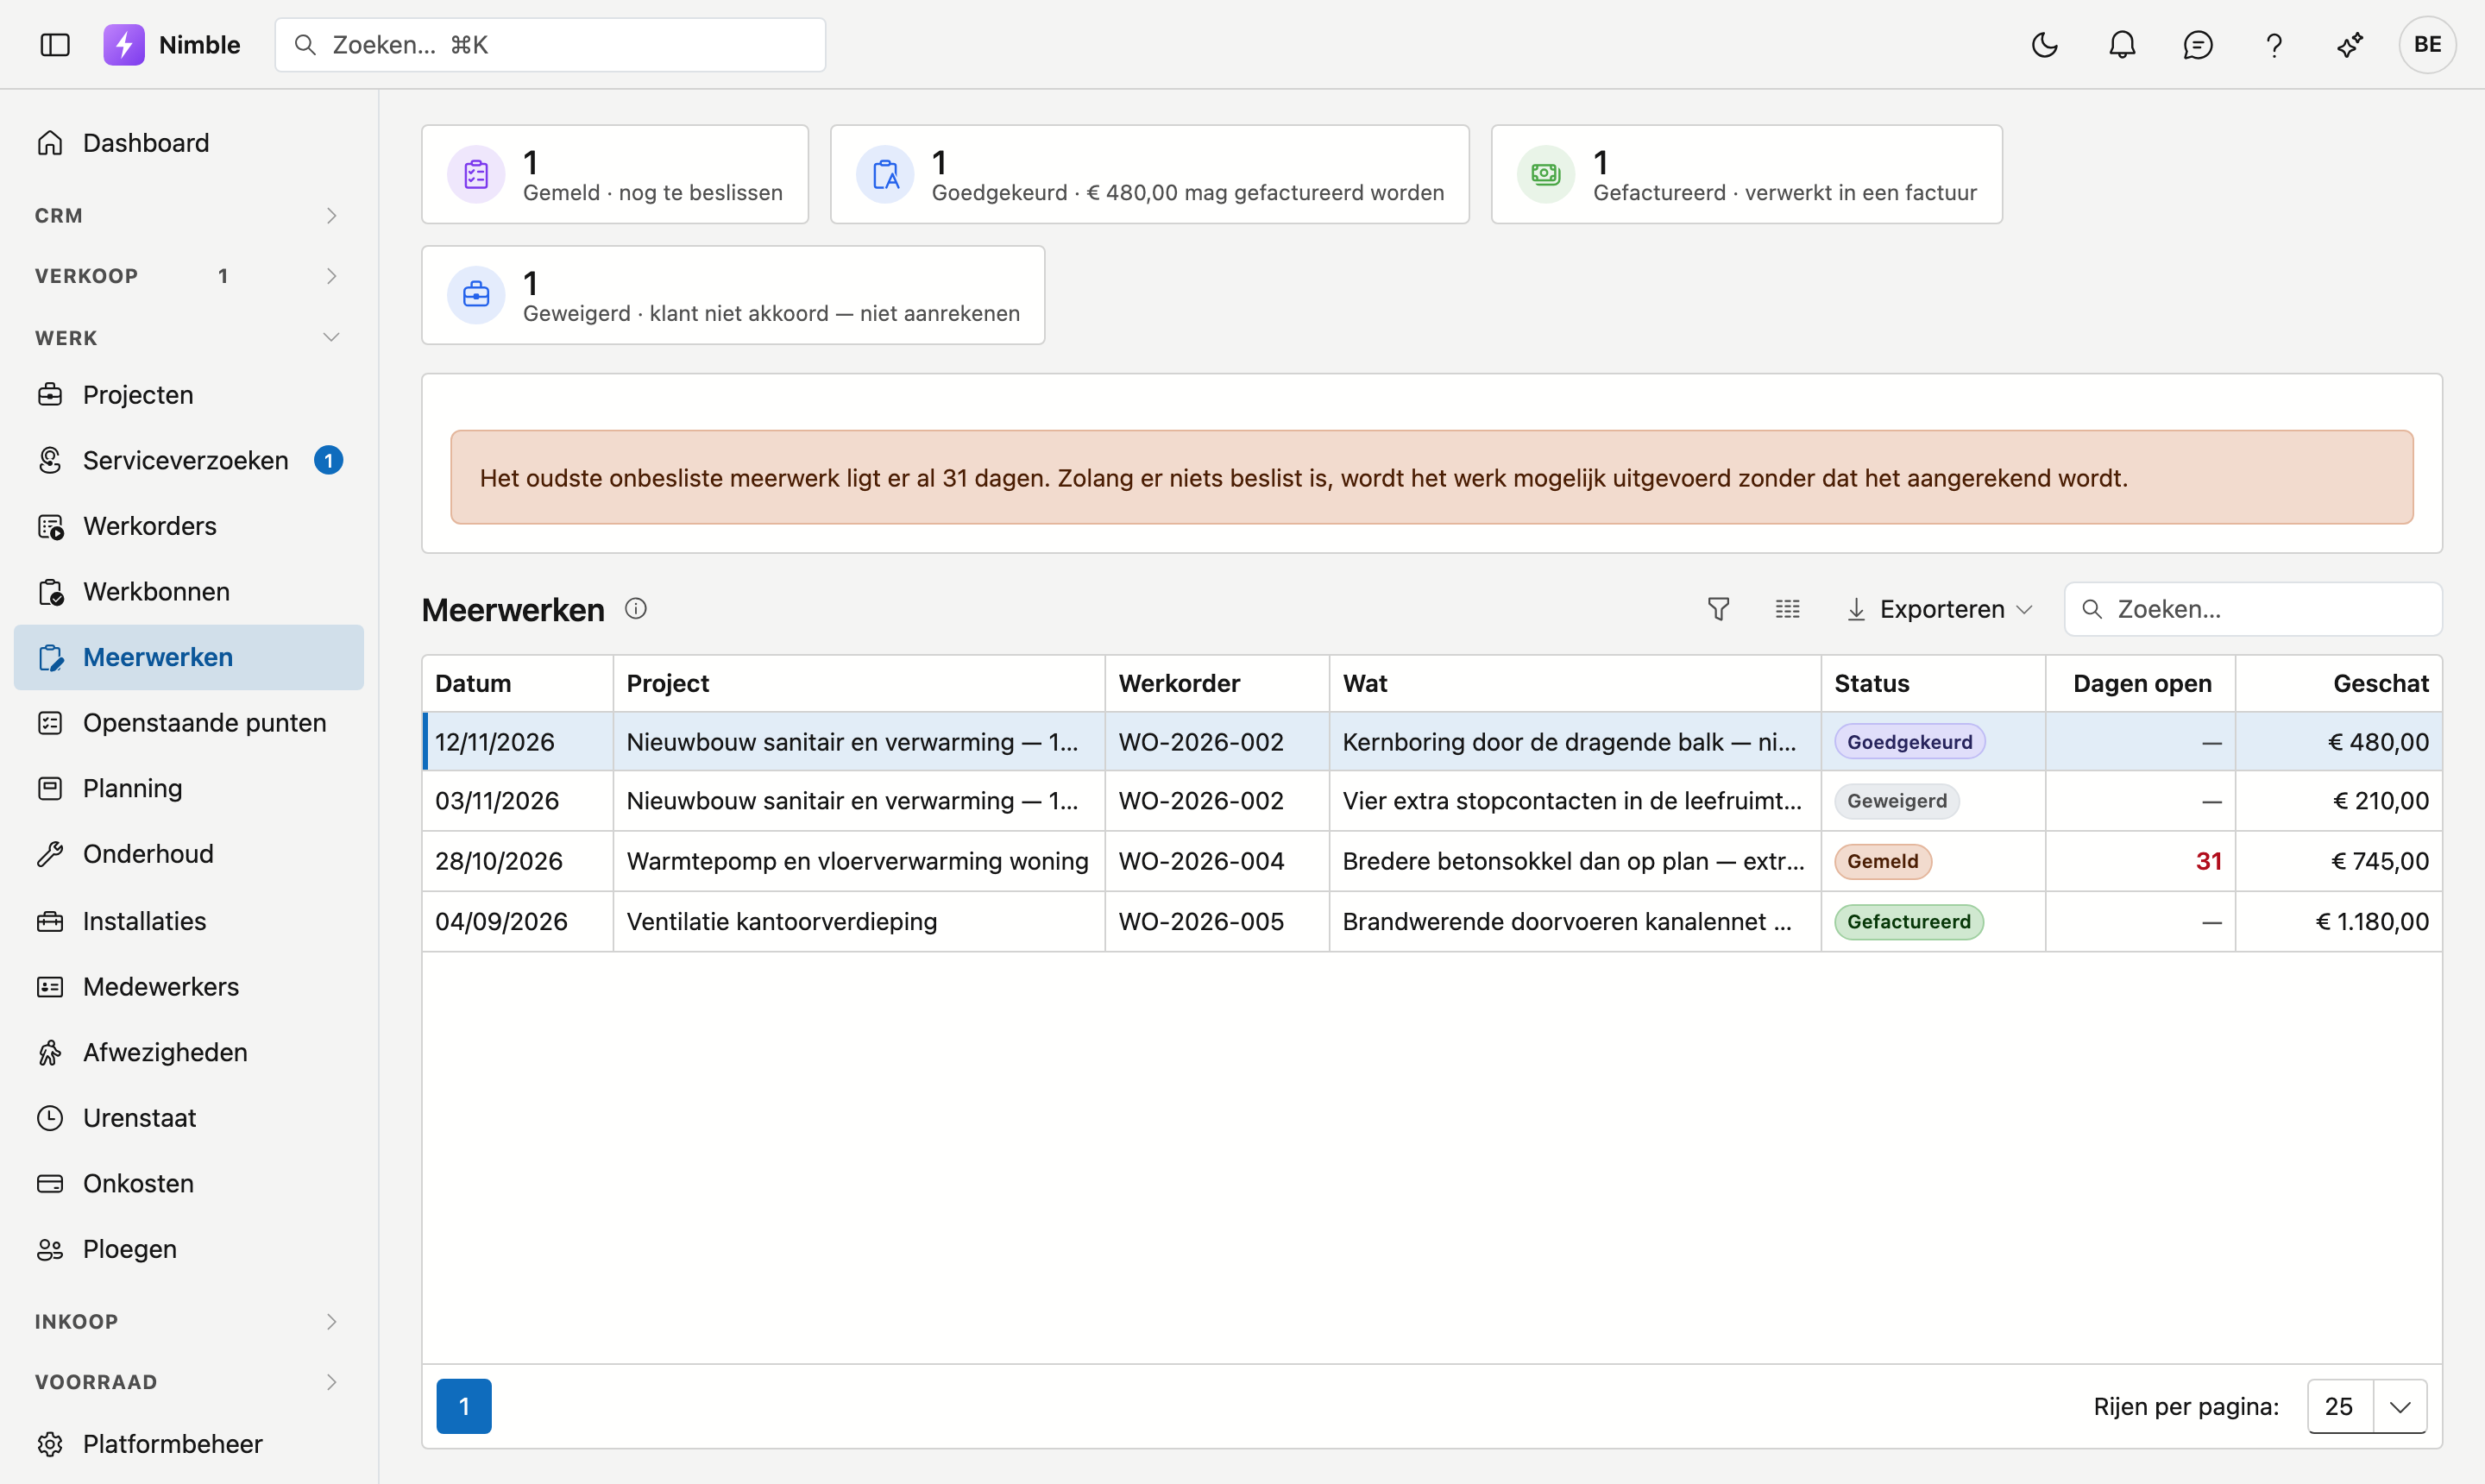 Nimble
Zoeken... ⌘K
BE
Dashboard
CRM
VERKOOP 1
WERK
Projecten
Serviceverzoeken 1
Werkorders
Werkbonnen
Meerwerken
Openstaande punten
Planning
Onderhoud
Installaties
Medewerkers
Afwezigheden
Urenstaat
Onkosten
Ploegen
INKOOP
VOORRAAD
Platformbeheer
1
Gemeld · nog te beslissen
1
Goedgekeurd · € 480,00 mag gefactureerd worden
1
Gefactureerd · verwerkt in een factuur
1
Geweigerd · klant niet akkoord — niet aanrekenen
Het oudste onbesliste meerwerk ligt er al 31 dagen. Zolang er niets beslist is, wordt het werk mogelijk uitgevoerd zonder dat het aangerekend wordt.
Meerwerken
Exporteren
Zoeken...
Datum Project Werkorder Wat Status Dagen open Geschat
12/11/2026 Nieuwbouw sanitair en verwarming — 1... WO-2026-002 Kernboring door de dragende balk — ni... Goedgekeurd — € 480,00
03/11/2026 Nieuwbouw sanitair en verwarming — 1... WO-2026-002 Vier extra stopcontacten in de leefruimt... Geweigerd — € 210,00
28/10/2026 Warmtepomp en vloerverwarming woning WO-2026-004 Bredere betonsokkel dan op plan — extr... Gemeld 31 € 745,00
04/09/2026 Ventilatie kantoorverdieping WO-2026-005 Brandwerende doorvoeren kanalennet ... Gefactureerd — € 1.180,00
1
Rijen per pagina: 25